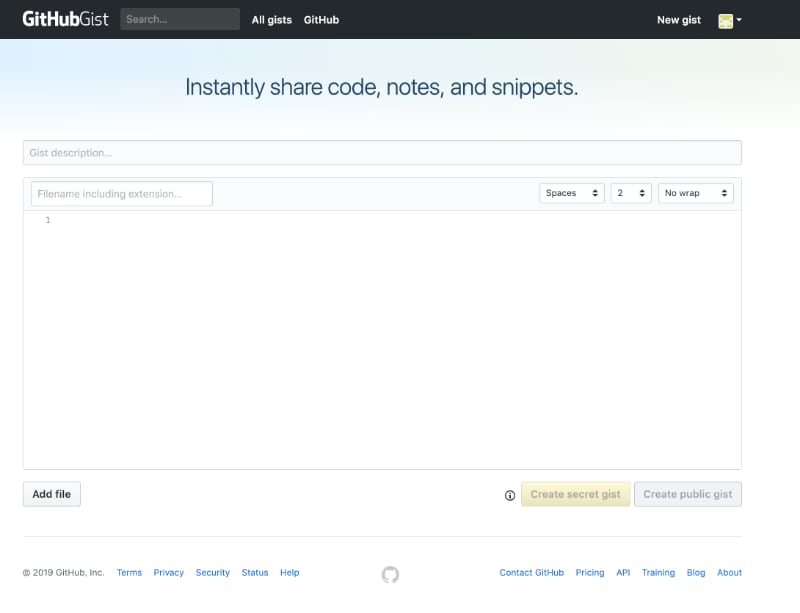 GitHubGist Search... All gists GitHub New gist
Instantly share code, notes, and snippets.
Gist description...
Filename including extension... Spaces 2 No wrap
1
Add file Create secret gist Create public gist
© 2019 GitHub, Inc. Terms Privacy Security Status Help Contact GitHub Pricing API Training Blog About